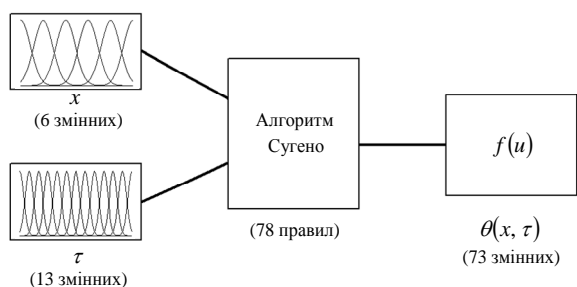 x
(6 змінних)
τ
(13 змінних)
Алгоритм
Сугено
(78 правил)
f(u)
θ(x, τ)
(73 змінних)